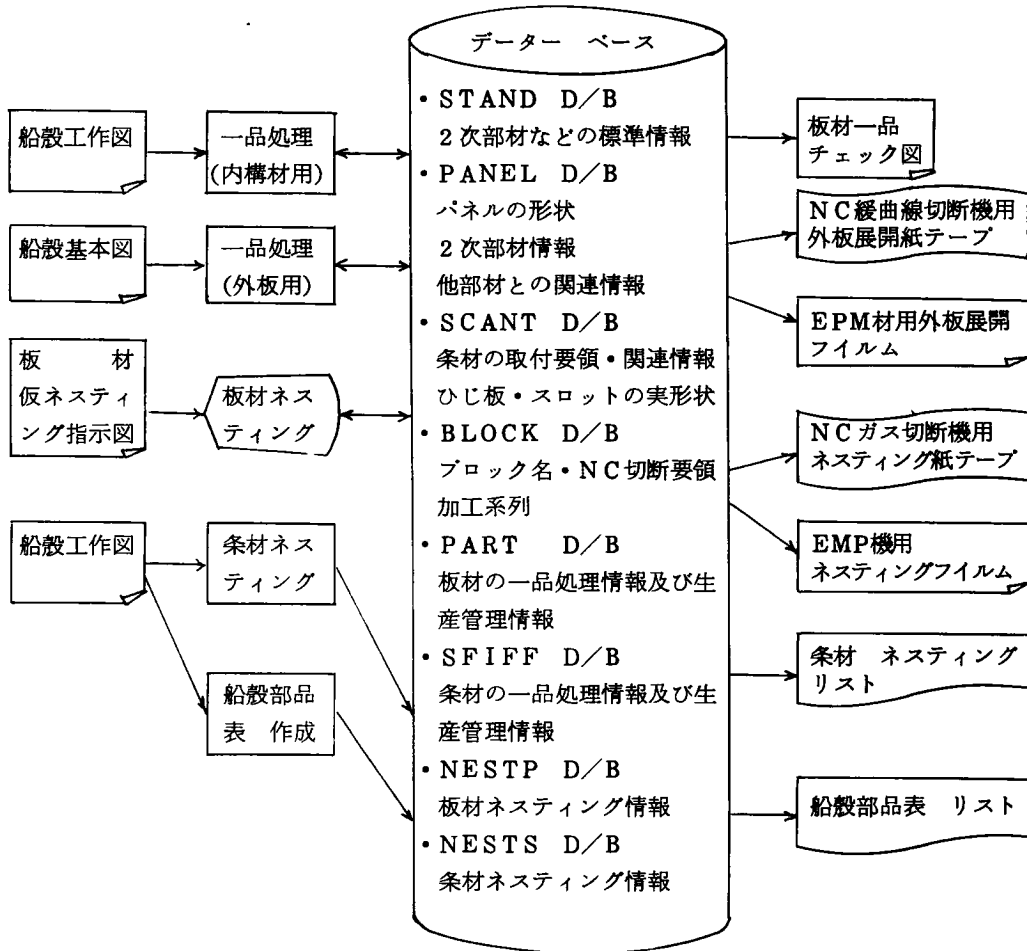 データー ベース
船殻工作図
一品処理
(内構材用)
船殻基本図
一品処理
(外板用)
板 材
仮ネスティ
ング指示図
板材ネス
ティング
船殻工作図
条材ネス
ティング
船殻部品
表 作成
・STAND D/B
2次部材などの標準情報
・PANEL D/B
パネルの形状
2次部材情報
他部材との関連情報
・SCANT D/B
条材の取付要領・関連情報
ひじ板・スロットの実形状
・BLOCK D/B
ブロック名・NC切断要領
加工系列
・PART D/B
板材の一品処理情報及び生
産管理情報
・SFIFF D/B
条材の一品処理情報及び生
産管理情報
・NESTP D/B
板材ネスティング情報
・NESTS D/B
条材ネスティング情報
板材一品
チェック図
NC緩曲線切断機用
外板展開紙テープ
EPM材用外板展開
フイルム
NCガス切断機用
ネスティング紙テープ
EMP機用
ネスティングフイルム
条材 ネスティング
リスト
船殻部品表 リスト